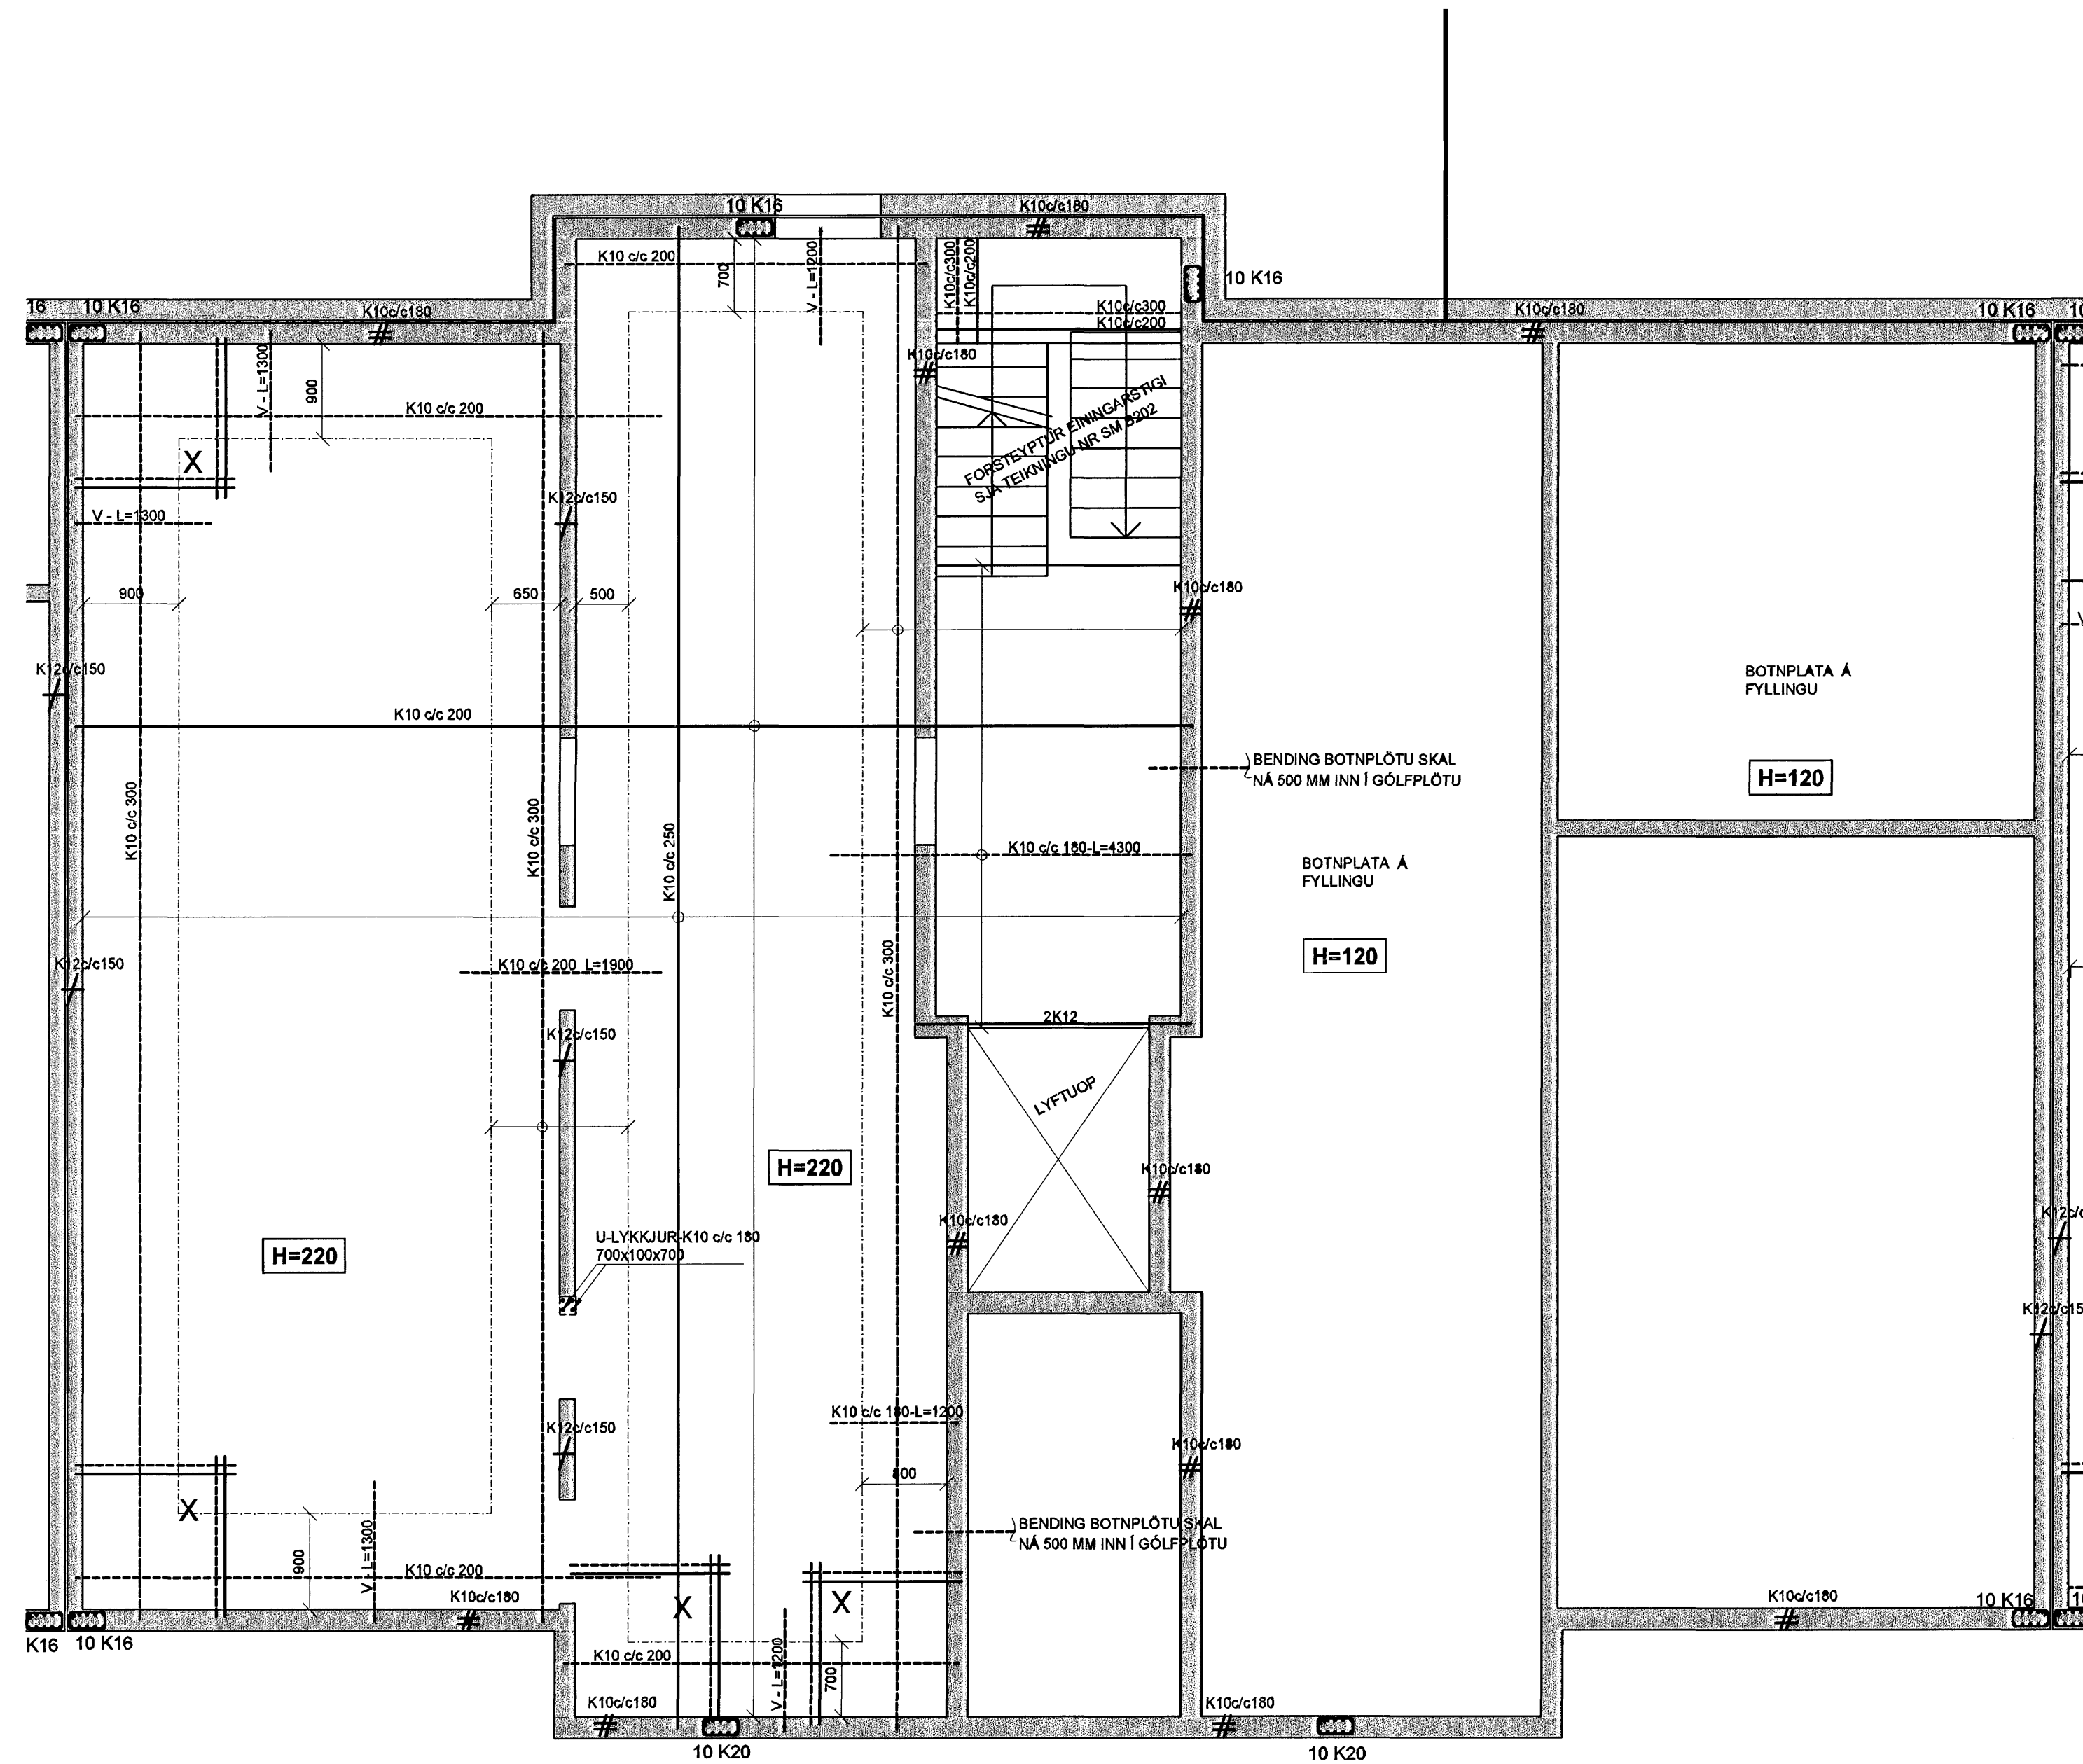 10 K16
K10c/c180
K10 c/c 200
700
V - L=1200
K10c/c300
K10c/c200
10 K16
16
10 K16
K10c/c180
K10c/c300
K10c/c200
K10c/c180
10 K16
10
V - L=1300
900
K10c/c180
K10 c/c 200
FORSTEYPTUR EININGARSTIGI
SJÁ TEIKNINGU NR SM B202
X
K12c/c150
V - L=1300
900
650
500
K10c/c180
K12c/c150
BOTNPLATA Á
FYLLINGU
K10 c/c 200
BENDING BOTNPLÖTU SKAL
NÁ 500 MM INN Í GÓLFPLÖTU
H=120
K10 c/c 300
K10 c/c 300
K10 c/c 250
K10 c/c 180-L=4300
BOTNPLATA Á
FYLLINGU
K12c/c150
K10 c/c 200 L=1900
K10 c/c 300
H=120
2K12
K12c/c150
LYFTUOP
H=220
K10c/c180
K10c/c180
K12c/c
U-LYKKJUR-K10 c/c 180
700x100x700
H=220
K12c/c15
K10 c/c 180-L=1200
K12c/c150
K10c/c180
800
X
BENDING BOTNPLÖTU SKAL
NÁ 500 MM INN Í GÓLFPLÖTU
900
V - L=1300
K10 c/c 200
K10c/c180
X
X
K10c/c180
10 K16
10
K16
10 K16
K10 c/c 200
V - L=1200
700
K10c/c180
K10c/c180
10 K20
10 K20